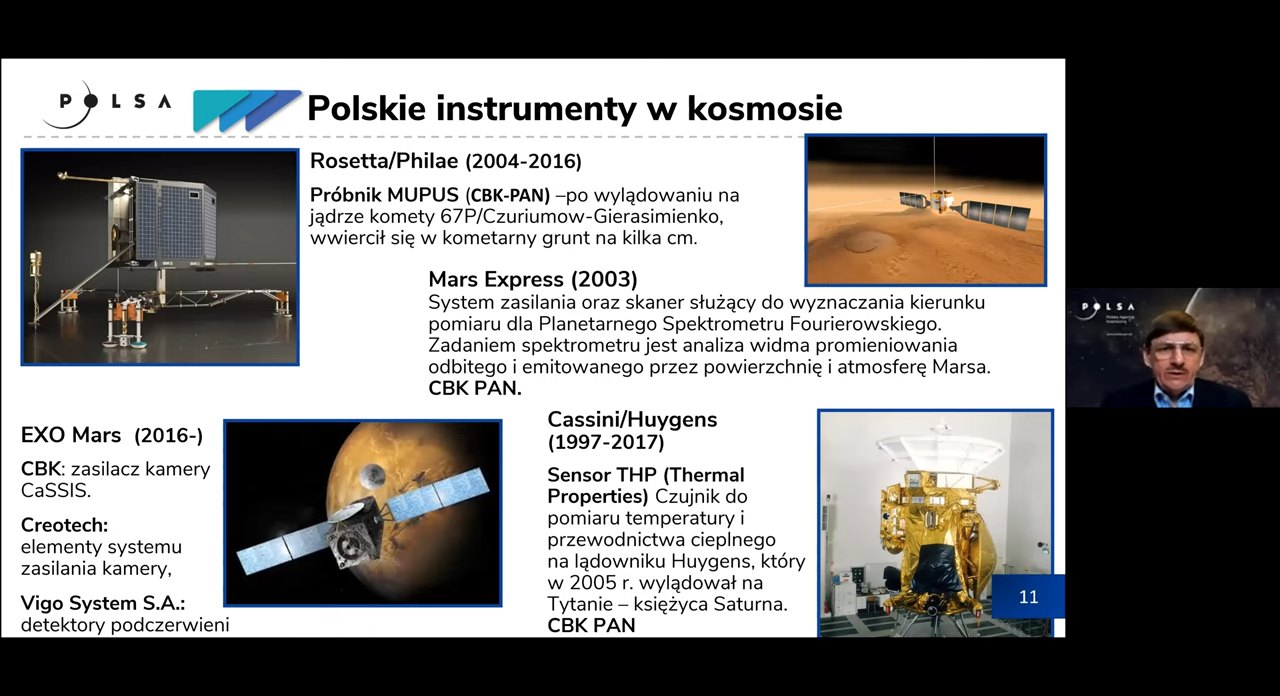 POLSA
Polskie instrumenty w kosmosie
Rosetta/Philae (2004-2016)
Próbnik MUPUS (CBK-PAN) –po wylądowaniu na
jądrze komety 67P/Czuriumow-Gierasimienko,
wwiercił się w kometarny grunt na kilka cm.
Mars Express (2003)
System zasilania oraz skaner służący do wyznaczania kierunku
pomiaru dla Planetarnego Spektrometru Fourierowskiego.
Zadaniem spektrometru jest analiza widma promieniowania
odbitego i emitowanego przez powierzchnię i atmosferę Marsa.
CBK PAN.
EXO Mars (2016-)
CBK: zasilacz kamery
CaSSIS.
Creotech:
elementy systemu
zasilania kamery,
Vigo System S.A.:
detektory podczerwieni
Cassini/Huygens
(1997-2017)
Sensor THP (Thermal
Properties) Czujnik do
pomiaru temperatury i
przewodnictwa cieplnego
na lądowniku Huygens, który
w 2005 r. wylądował na
Tytanie – księżyca Saturna.
CBK PAN
11
POLSA